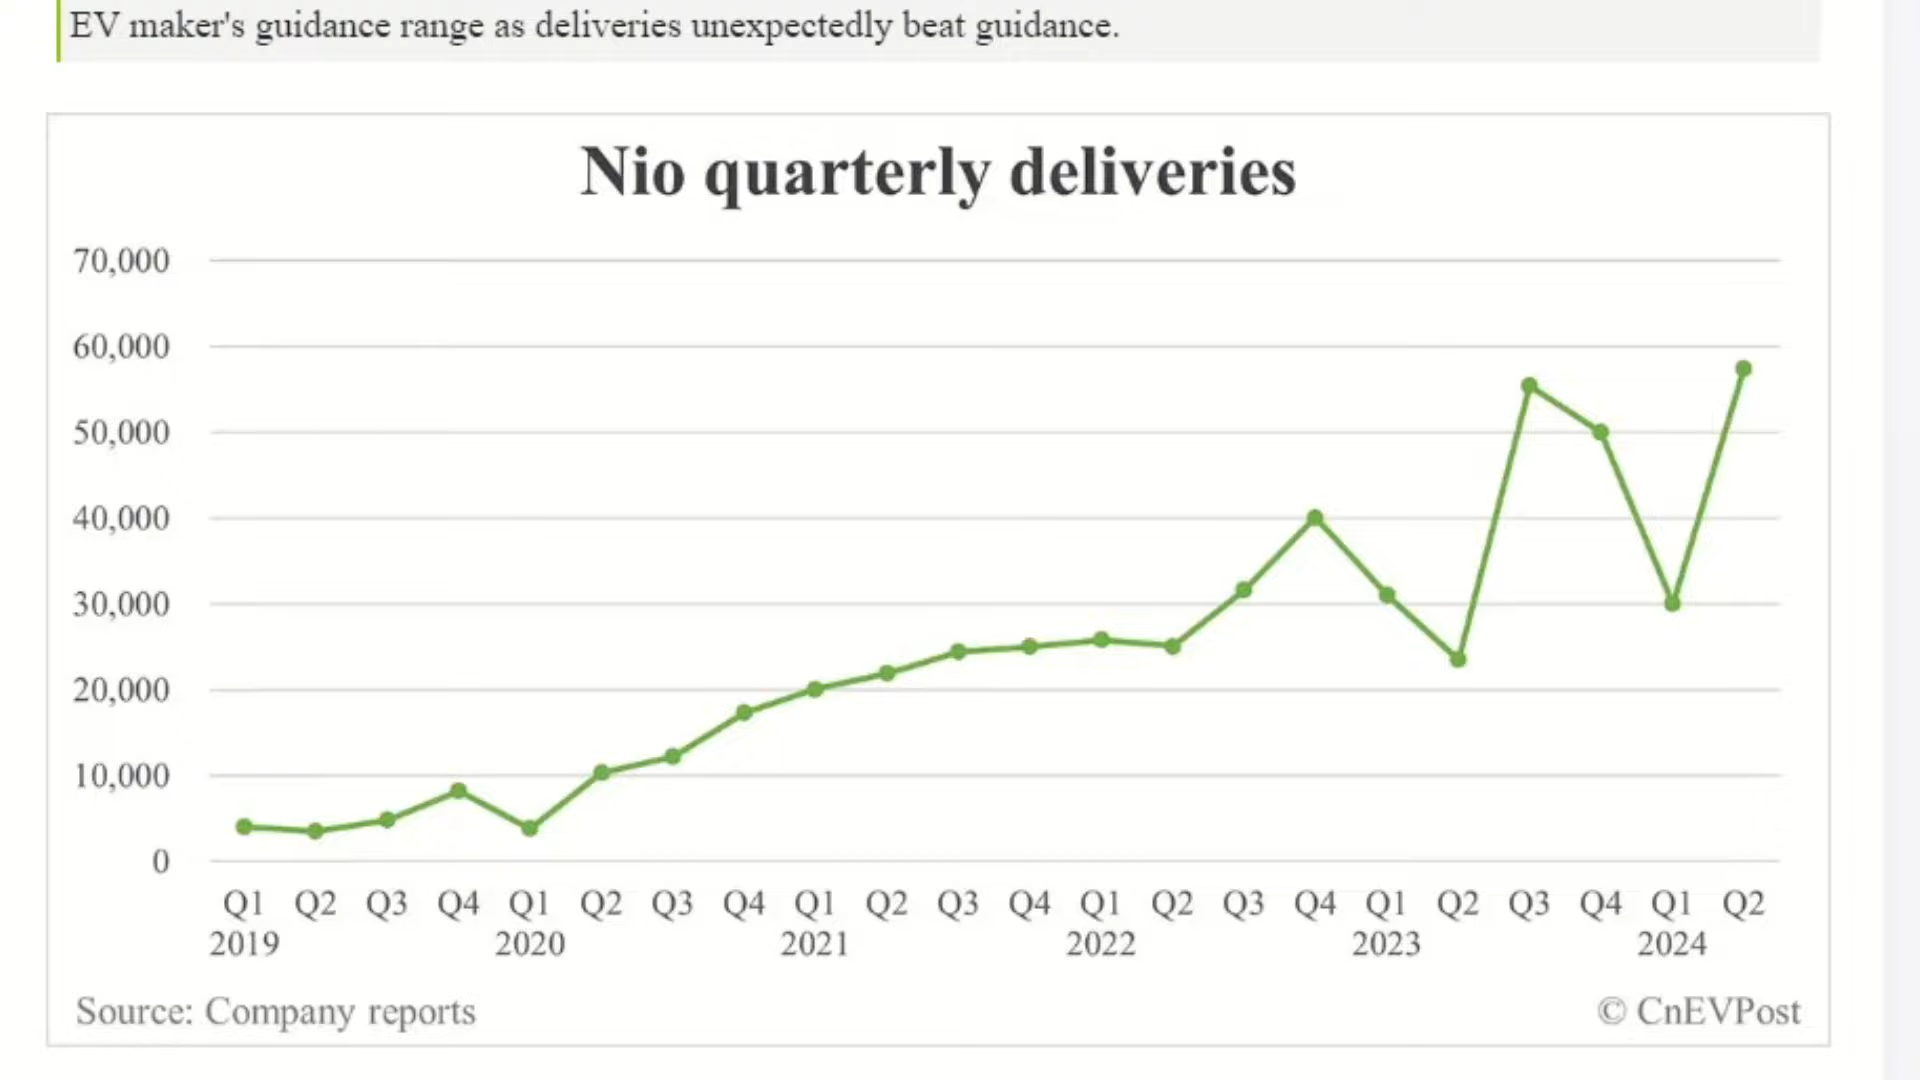 EV maker's guidance range as deliveries unexpectedly beat guidance.
Nio quarterly deliveries
70,000
60,000
50,000
40,000
30,000
20,000
10,000
0
Q1 Q2 Q3 Q4 Q1 Q2 Q3 Q4 Q1 Q2 Q3 Q4 Q1 Q2 Q3 Q4 Q1 Q2 Q3 Q4 Q1 Q2
2019 2020 2021 2022 2023 2024
Source: Company reports
© CnEVPost